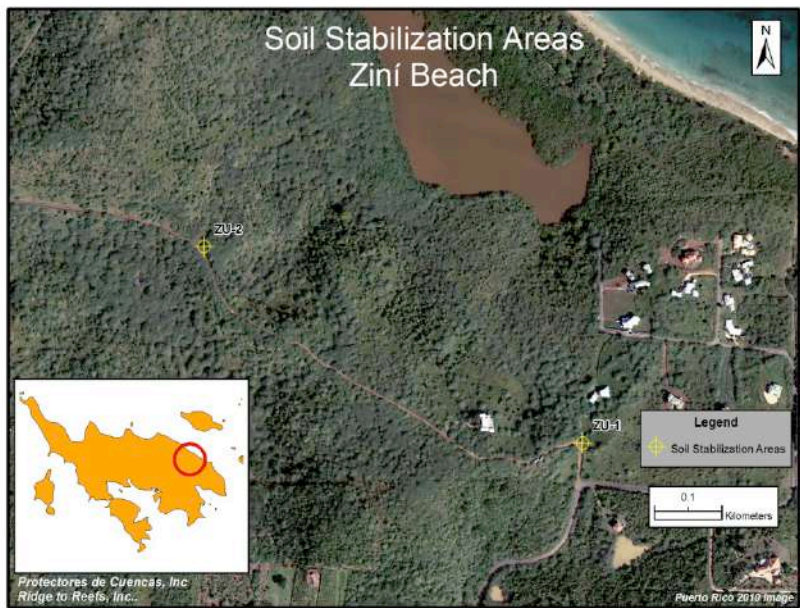 Soil Stabilization Areas
Ziní Beach
N
ZU-2
ZU-1
Legend
Soil Stabilization Areas
0.1
Kilometers
Protectores de Cuencas, Inc
Ridge to Reefs, Inc..
Puerto Rico 2010 Image